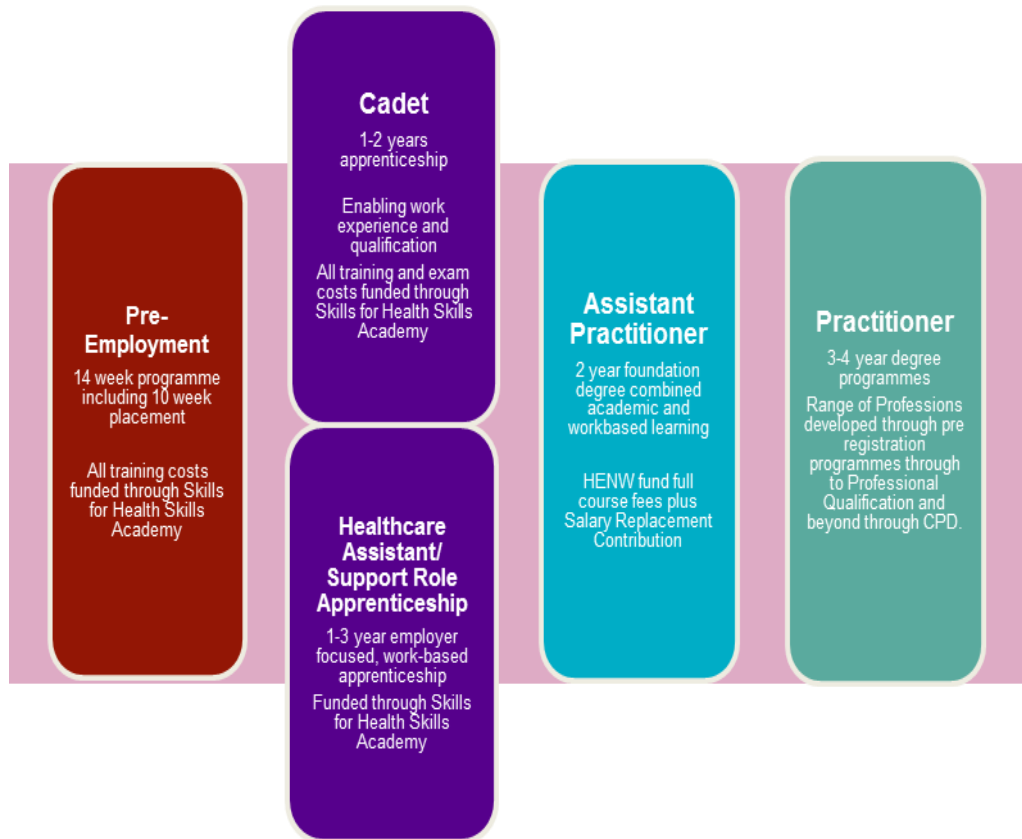 Pre-
Employment
14 week programme
including 10 week
placement
All training costs
funded through Skills
for Health Skills
Academy
Cadet
1-2 years
apprenticeship
Enabling work
experience and
qualification
All training and exam
costs funded through
Skills for Health Skills
Academy
Healthcare
Assistant/
Support Role
Apprenticeship
1-3 year employer
focused, work-based
apprenticeship
Funded through Skills
for Health Skills
Academy
Assistant
Practitioner
2 year foundation
degree combined
academic and
workbased learning
HENW fund full
course fees plus
Salary Replacement
Contribution
Practitioner
3-4 year degree
programmes
Range of Professions
developed through pre
registration
programmes through
to Professional
Qualification and
beyond through CPD.